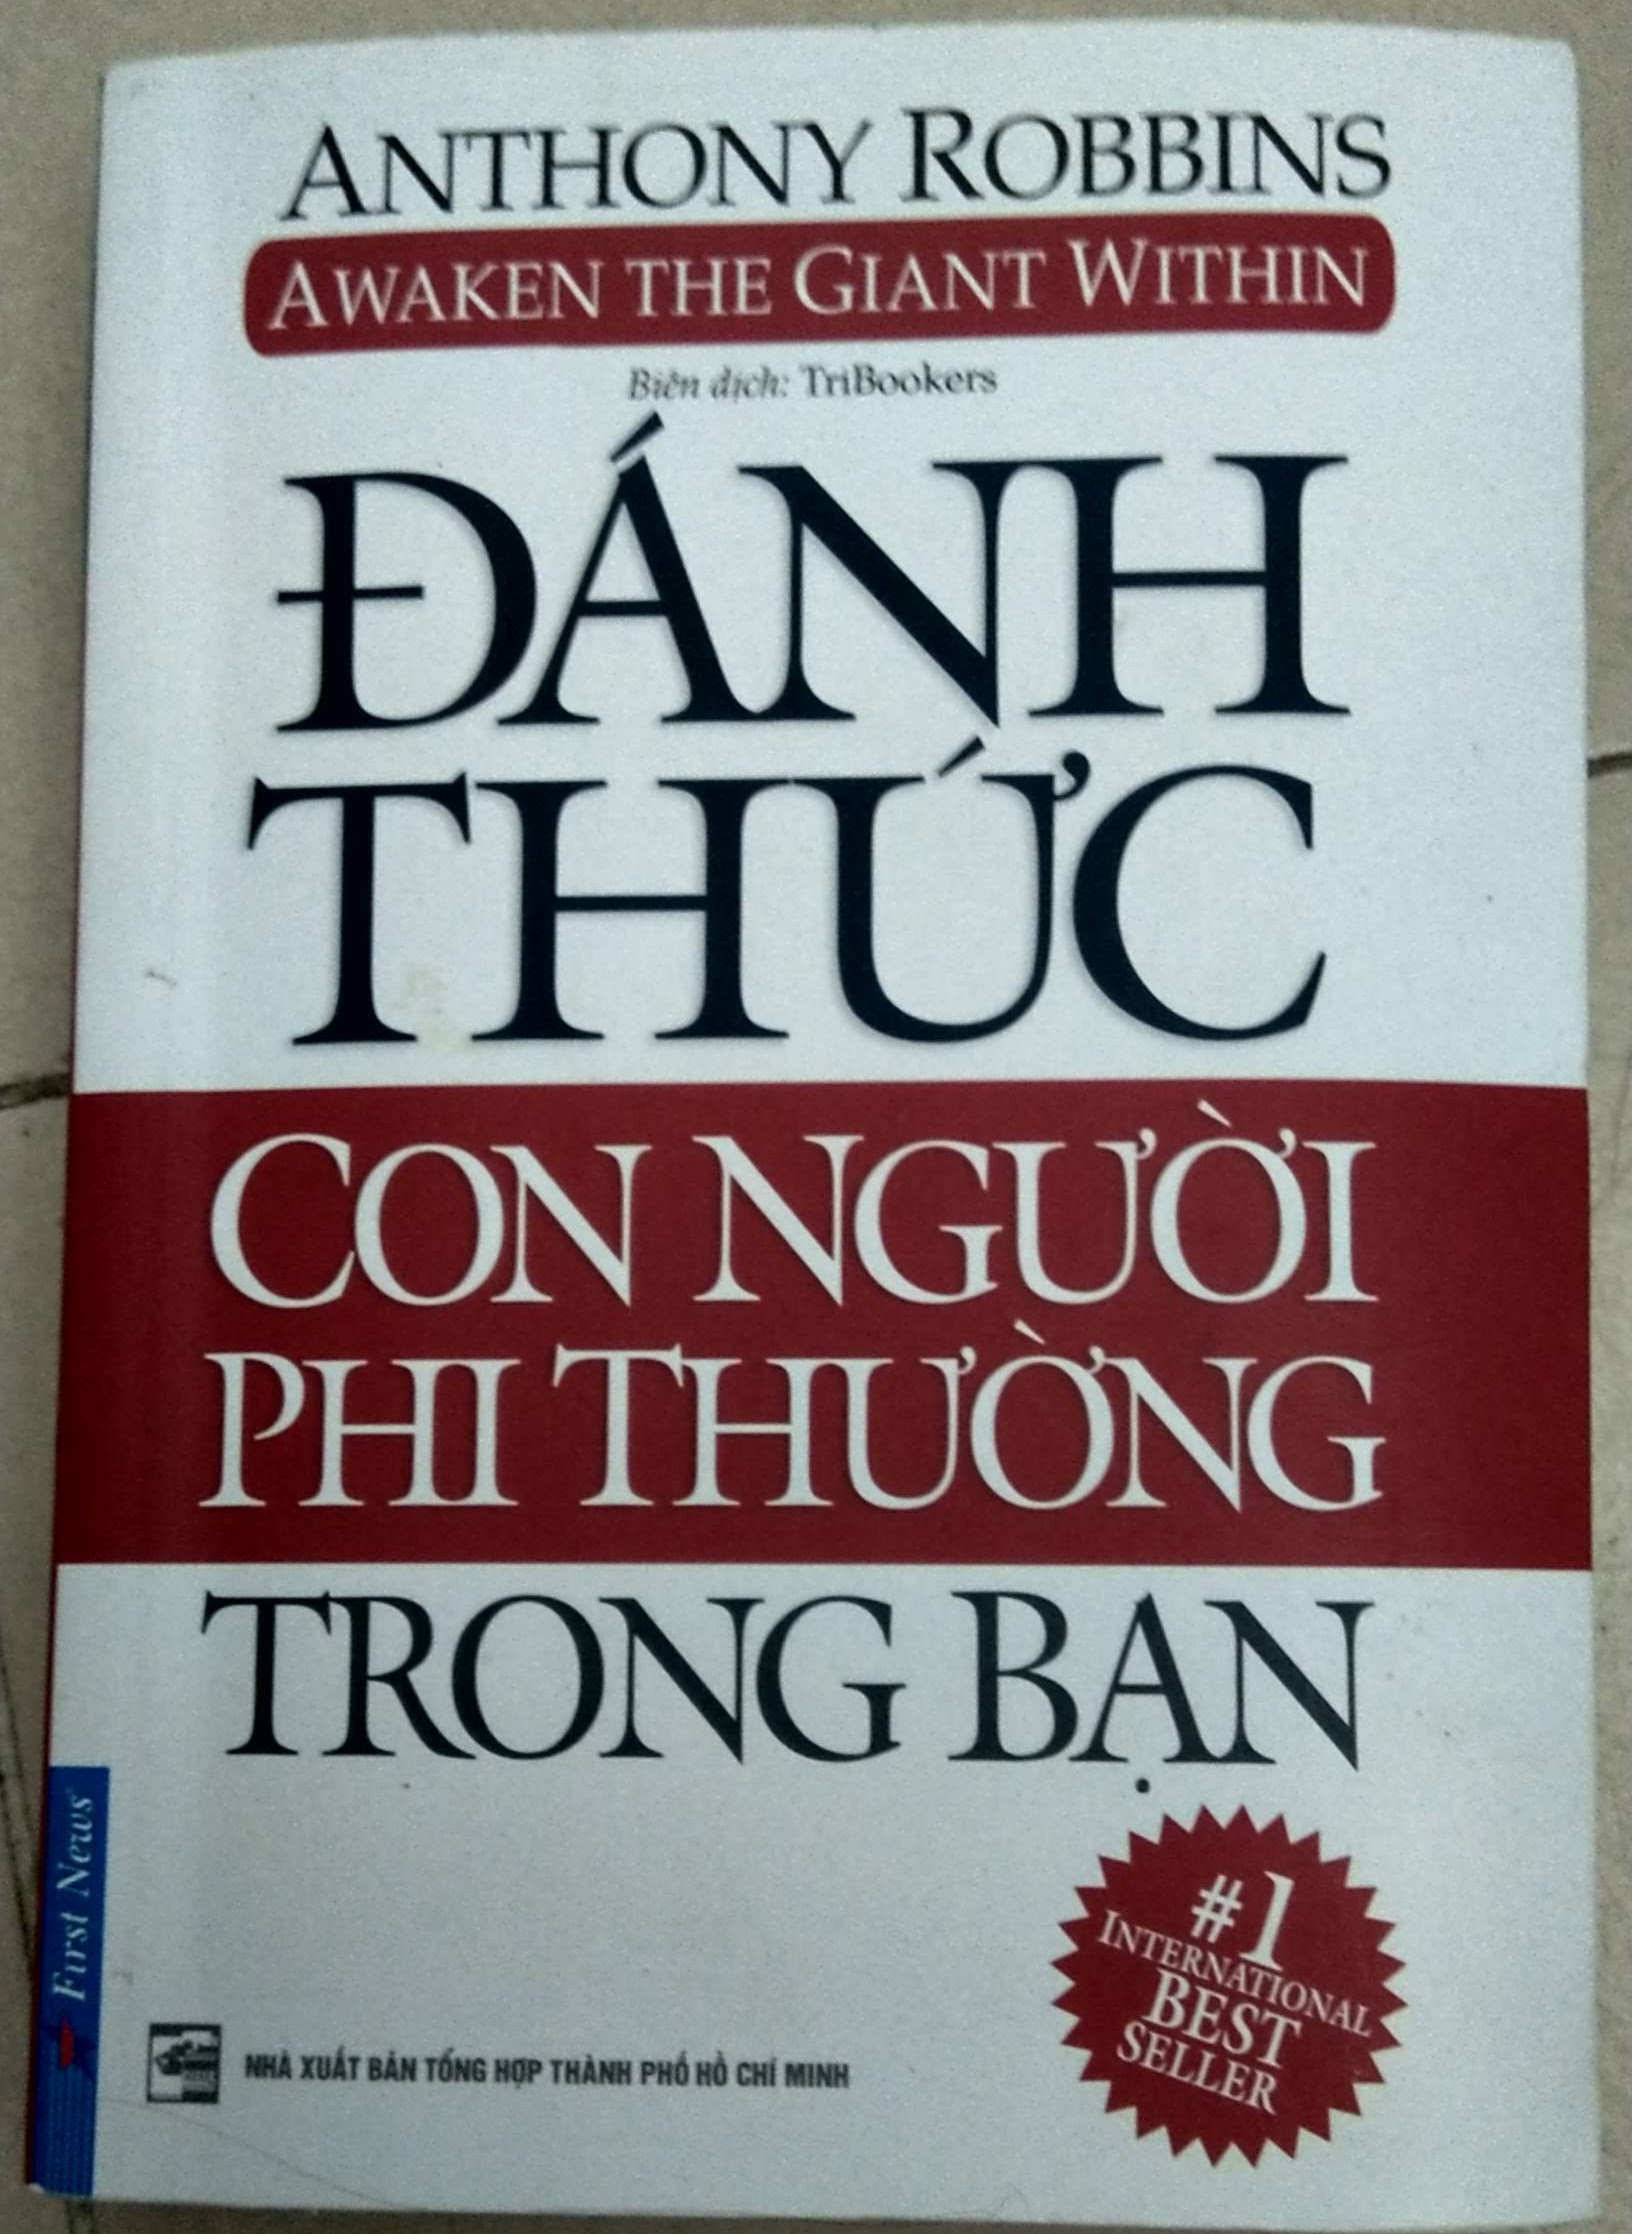 ANTHONY ROBBINS
AWAKEN THE GIANT WITHIN
Biên dịch: TriBookers
ĐÁNH
THỨC
CON NGƯỜI
PHI THƯỜNG
TRONG BẠN
#1
INTERNATIONAL
BEST
SELLER
First News
NHÀ XUẤT BẢN TỔNG HỢP THÀNH PHỐ HỒ CHÍ MINH